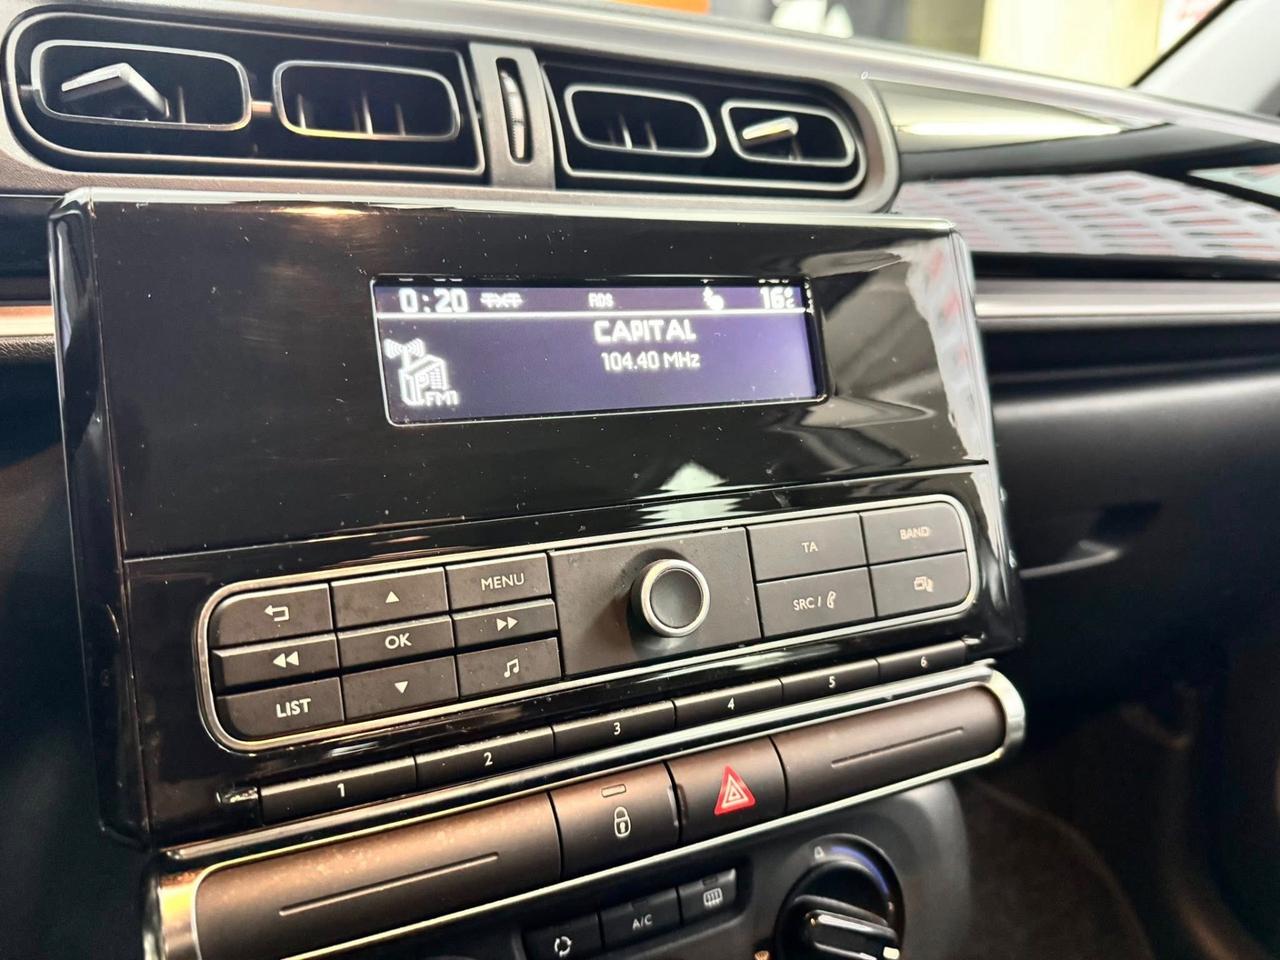 0:20 TXT RDS 16°C
CAPITAL
104.40 MHz
FM1
MENU
OK
LIST
TA
BAND
SRC /
1 2 3 4 5 6
A/C